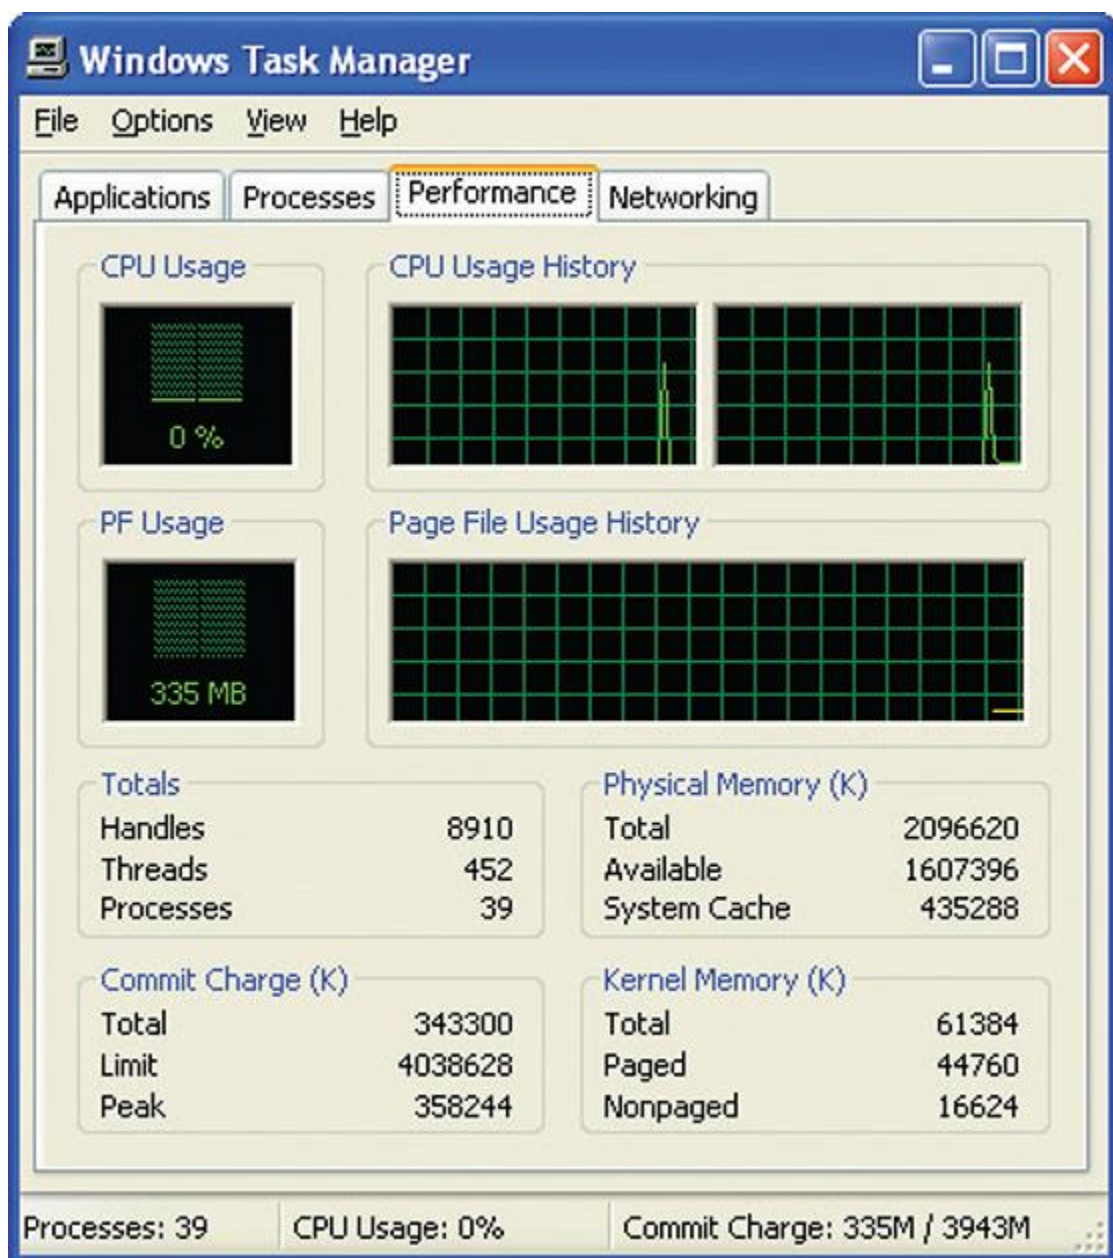 Windows Task Manager
File Options View Help
Applications Processes Performance Networking
CPU Usage
0 %
CPU Usage History
PF Usage
335 MB
Page File Usage History
Totals
Handles 8910
Threads 452
Processes 39
Physical Memory (K)
Total 2096620
Available 1607396
System Cache 435288
Commit Charge (K)
Total 343300
Limit 4038628
Peak 358244
Kernel Memory (K)
Total 61384
Paged 44760
Nonpaged 16624
Processes: 39 CPU Usage: 0% Commit Charge: 335M / 3943M